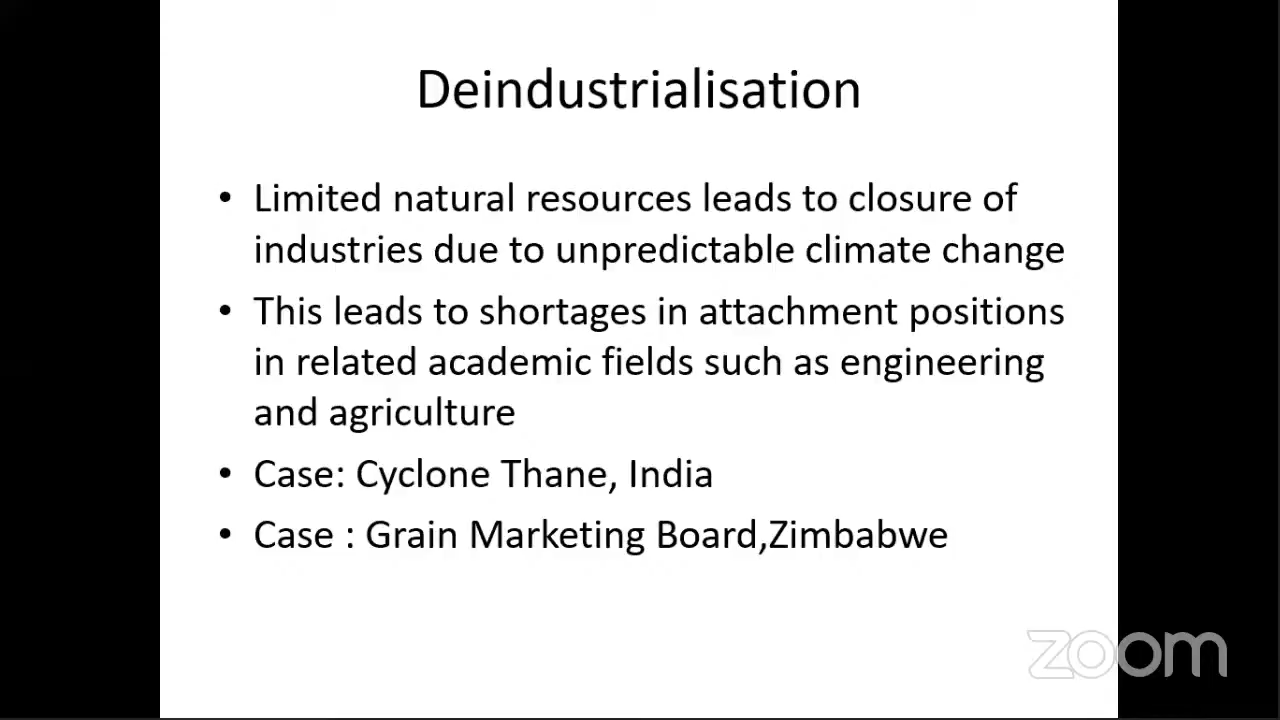 Deindustrialisation
• Limited natural resources leads to closure of
industries due to unpredictable climate change
• This leads to shortages in attachment positions
in related academic fields such as engineering
and agriculture
• Case: Cyclone Thane, India
• Case : Grain Marketing Board,Zimbabwe
zoom